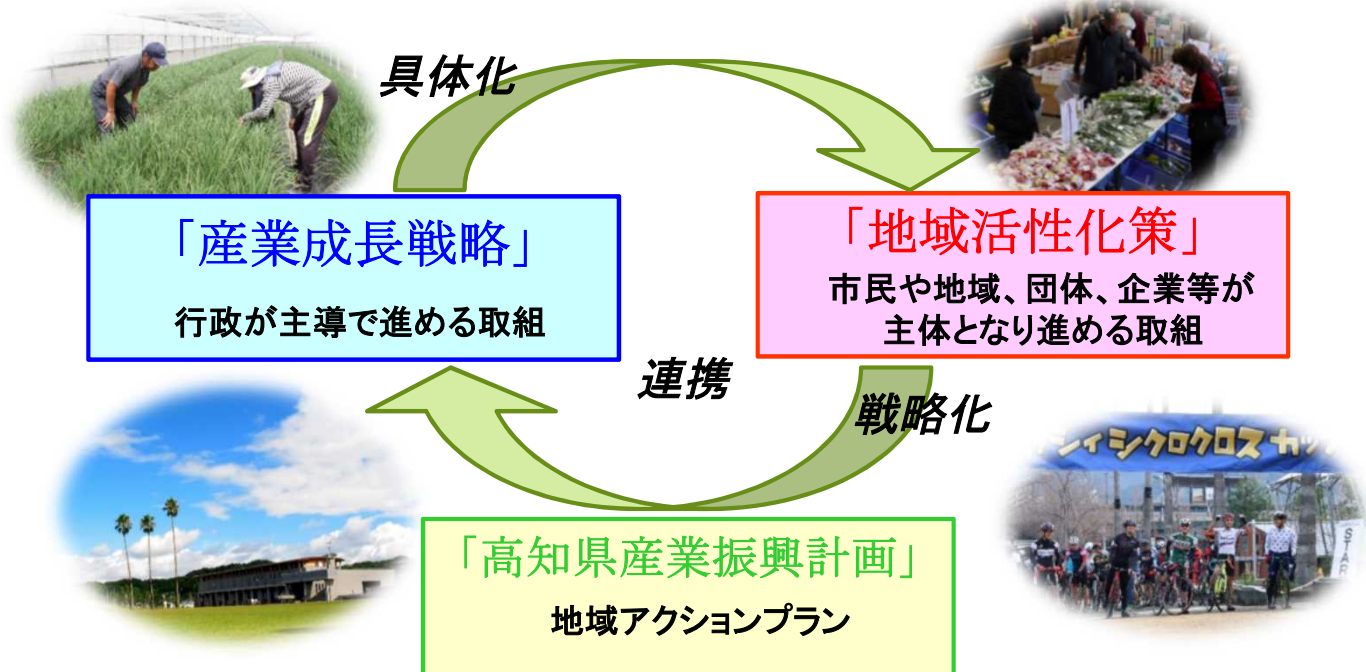 具体化
「産業成長戦略」
行政が主導で進める取組
「地域活性化策」
市民や地域、団体、企業等が
主体となり進める取組
連携
戦略化
シクロクロス カッ
START
「高知県産業振興計画」
地域アクションプラン